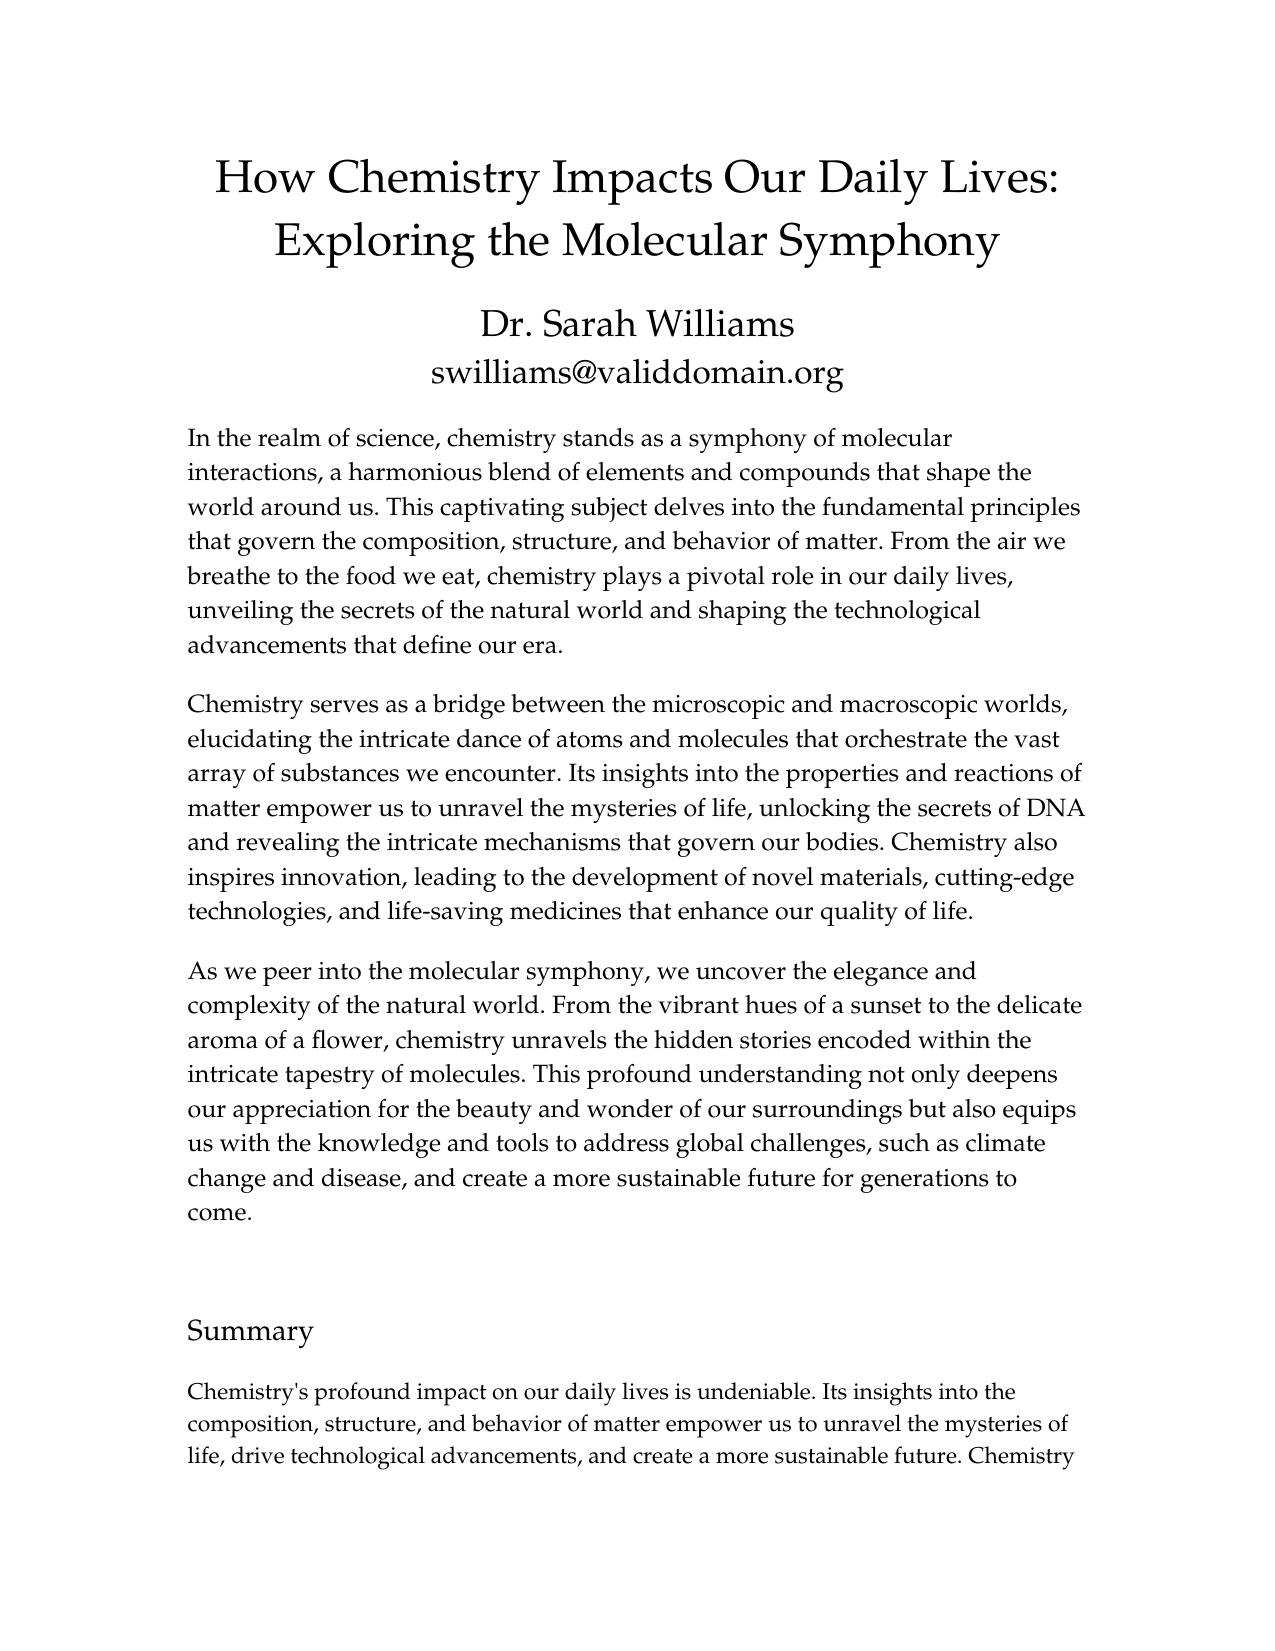 How Chemistry Impacts Our Daily Lives:
Exploring the Molecular Symphony
Dr. Sarah Williams
swilliams@validdomain.org
In the realm of science, chemistry stands as a symphony of molecular
interactions, a harmonious blend of elements and compounds that shape the
world around us. This captivating subject delves into the fundamental principles
that govern the composition, structure, and behavior of matter. From the air we
breathe to the food we eat, chemistry plays a pivotal role in our daily lives,
unveiling the secrets of the natural world and shaping the technological
advancements that define our era.
Chemistry serves as a bridge between the microscopic and macroscopic worlds,
elucidating the intricate dance of atoms and molecules that orchestrate the vast
array of substances we encounter. Its insights into the properties and reactions of
matter empower us to unravel the mysteries of life, unlocking the secrets of DNA
and revealing the intricate mechanisms that govern our bodies. Chemistry also
inspires innovation, leading to the development of novel materials, cutting-edge
technologies, and life-saving medicines that enhance our quality of life.
As we peer into the molecular symphony, we uncover the elegance and
complexity of the natural world. From the vibrant hues of a sunset to the delicate
aroma of a flower, chemistry unravels the hidden stories encoded within the
intricate tapestry of molecules. This profound understanding not only deepens
our appreciation for the beauty and wonder of our surroundings but also equips
us with the knowledge and tools to address global challenges, such as climate
change and disease, and create a more sustainable future for generations to
come.
Summary
Chemistry's profound impact on our daily lives is undeniable. Its insights into the
composition, structure, and behavior of matter empower us to unravel the mysteries of
life, drive technological advancements, and create a more sustainable future. Chemistry